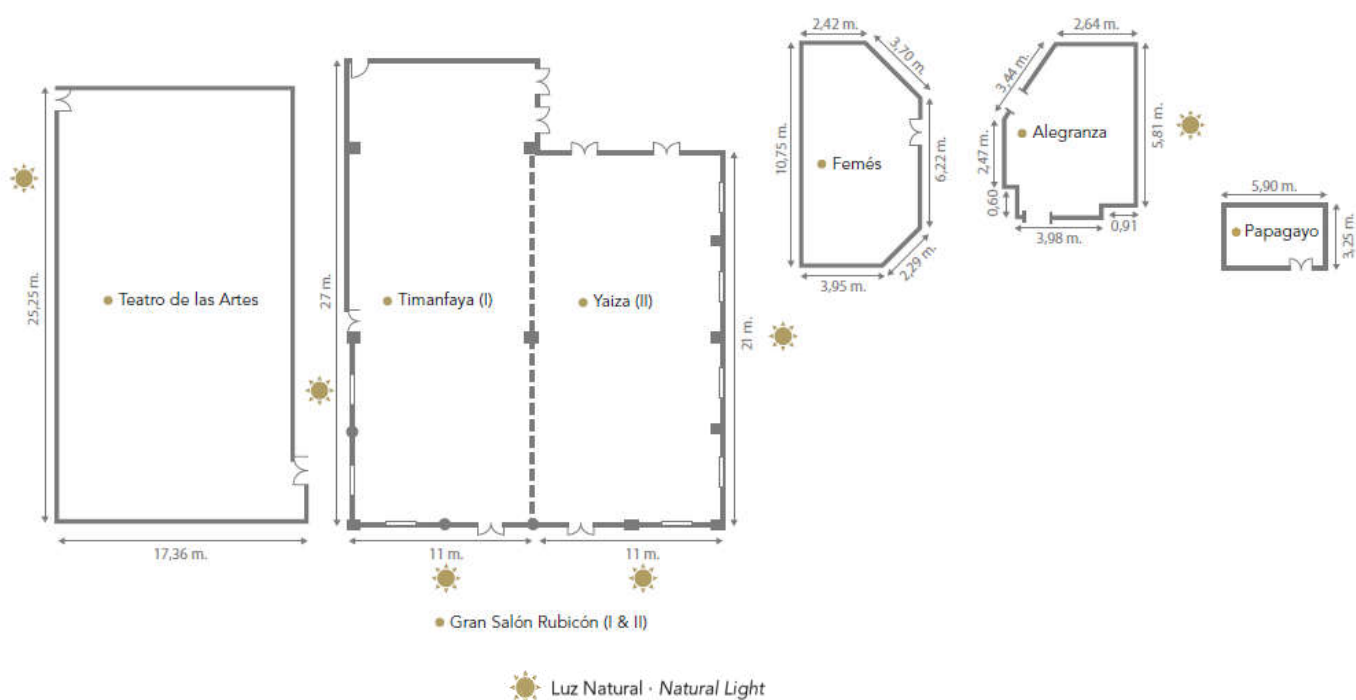 25,25 m.
Teatro de las Artes
17,36 m.
27 m.
Timanfaya (I)
11 m.
Yaiza (II)
11 m.
21 m.
Gran Salón Rubicón (I & II)
2,42 m.
3,70 m.
10,75 m.
Femés
6,22 m.
2,29 m.
3,95 m.
2,64 m.
3,44 m.
Alegranza
5,81 m.
2,47 m.
0,60
3,98 m.
0,91
5,90 m.
Papagayo
3,25 m.
Luz Natural · Natural Light